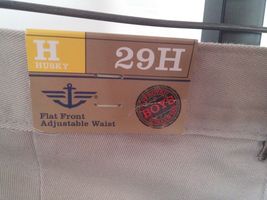 H
HUSKY
29H
BOYS
Flat Front
Adjustable Waist